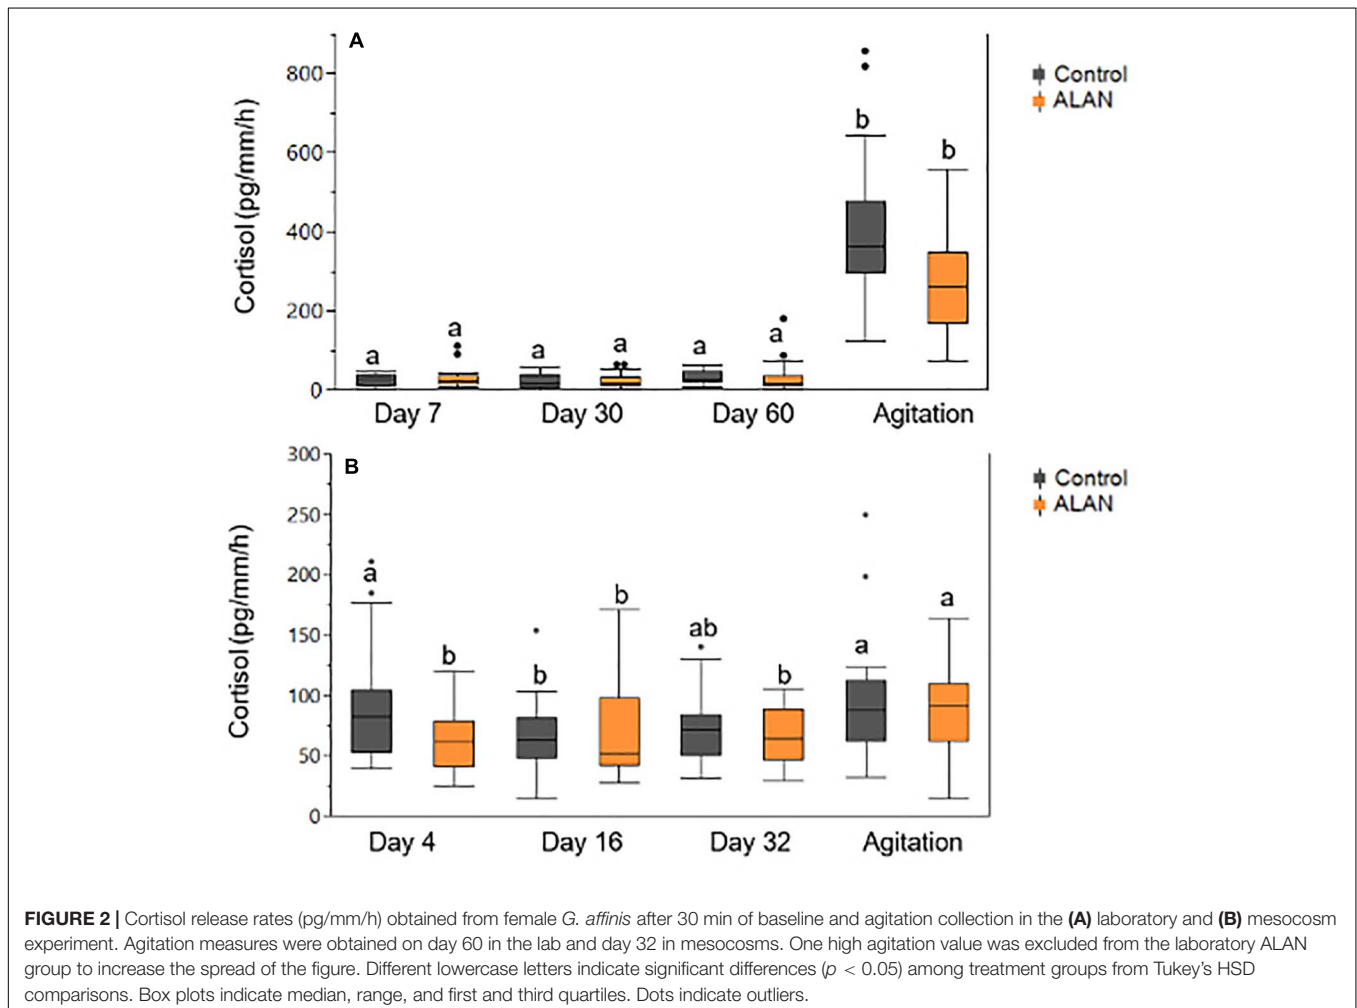 A
Cortisol (pg/mm/h)
800
600
400
200
0
a
a
a
a
a
a
b
b
Day 7
Day 30
Day 60
Agitation
Control
ALAN
B
Cortisol (pg/mm/h)
300
250
200
150
100
50
0
a
b
b
b
ab
b
a
a
Day 4
Day 16
Day 32
Agitation
Control
ALAN
FIGURE 2 | Cortisol release rates (pg/mm/h) obtained from female G. affinis after 30 min of baseline and agitation collection in the (A) laboratory and (B) mesocosm
experiment. Agitation measures were obtained on day 60 in the lab and day 32 in mesocosms. One high agitation value was excluded from the laboratory ALAN
group to increase the spread of the figure. Different lowercase letters indicate significant differences (p < 0.05) among treatment groups from Tukey's HSD
comparisons. Box plots indicate median, range, and first and third quartiles. Dots indicate outliers.